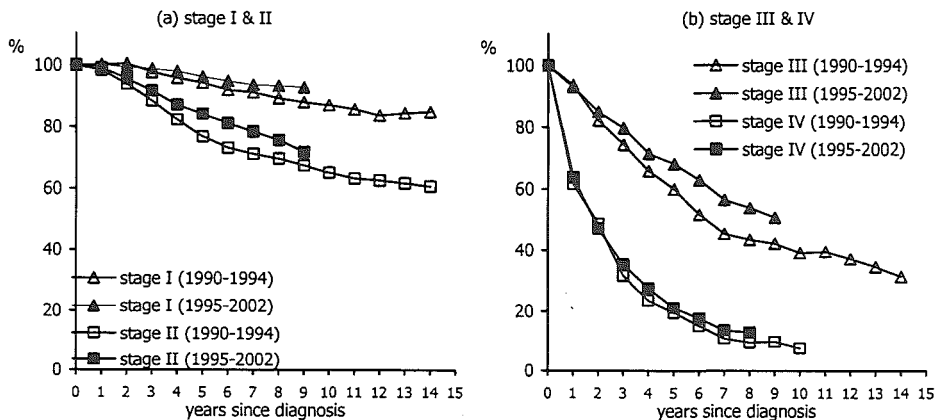 (a) stage I & II
%
100
80
60
40
20
0
stage I (1990-1994)
stage I (1995-2002)
stage II (1990-1994)
stage II (1995-2002)
0 1 2 3 4 5 6 7 8 9 10 11 12 13 14 15
years since diagnosis
(b) stage III & IV
%
100
80
60
40
20
0
stage III (1990-1994)
stage III (1995-2002)
stage IV (1990-1994)
stage IV (1995-2002)
0 1 2 3 4 5 6 7 8 9 10 11 12 13 14 15
years since diagnosis